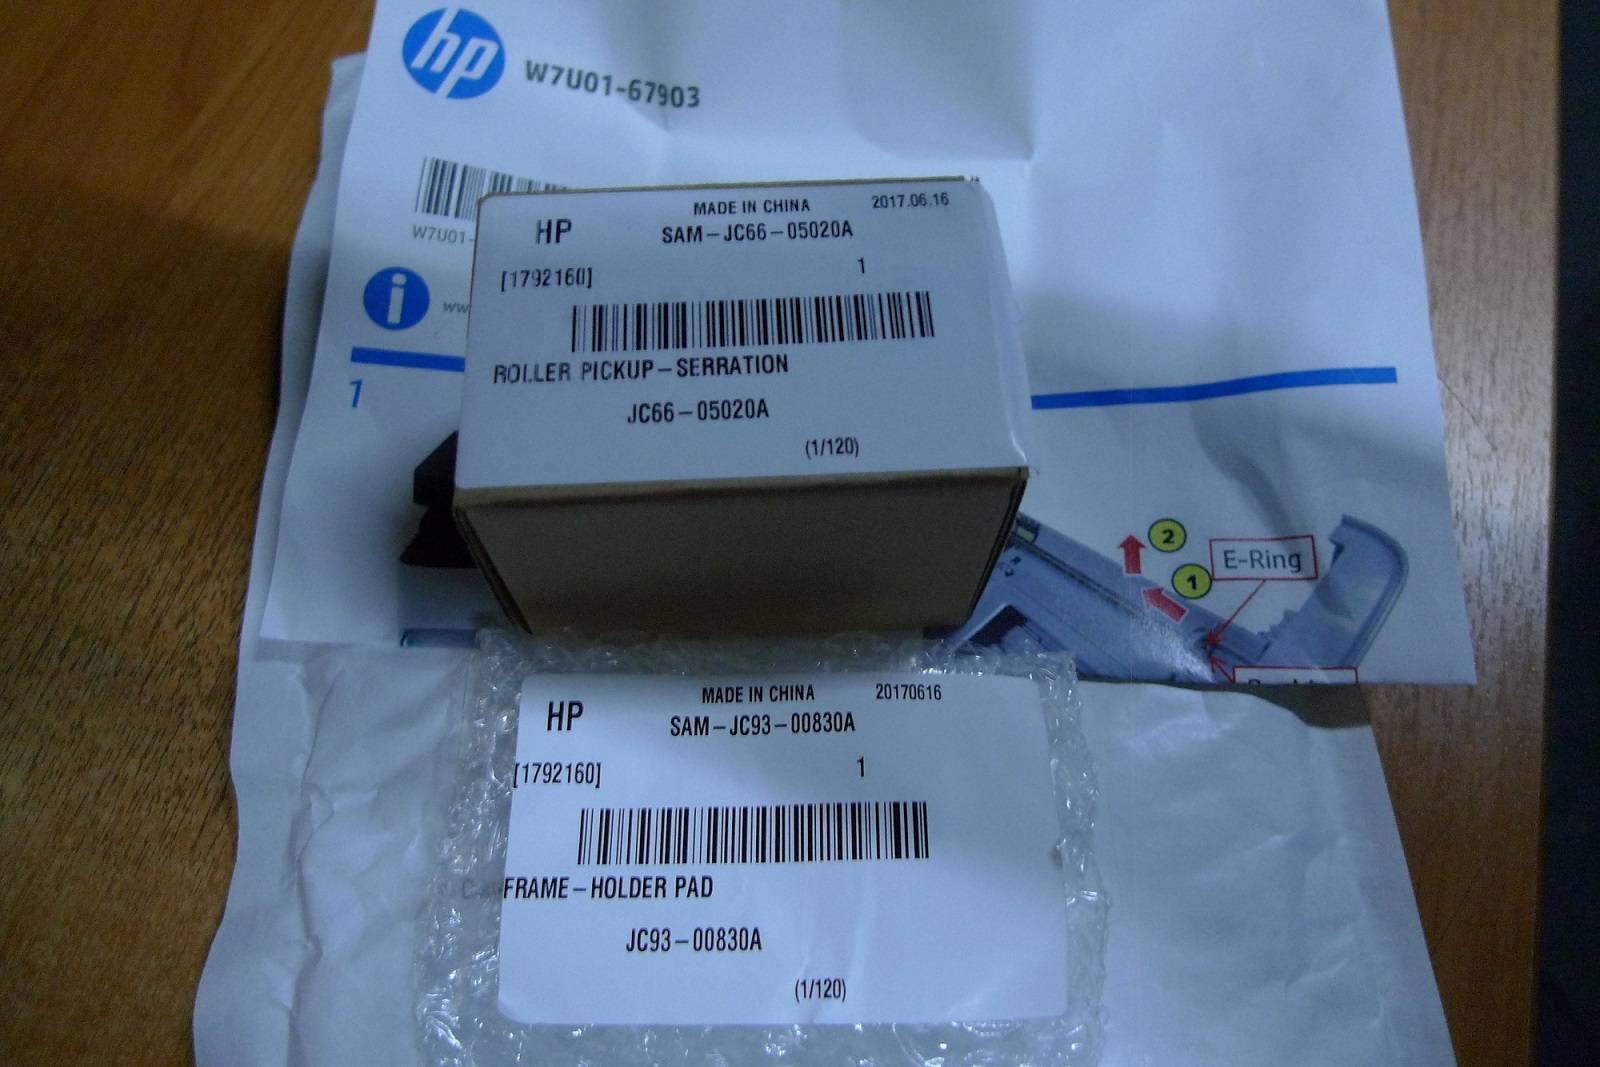 hp W7U01-67903
W7U01-
i
1
HP MADE IN CHINA 2017.06.16
SAM-JC66-05020A
[1792160] 1
ROLLER PICKUP-SERRATION
JC66-05020A
(1/120)
2
1 E-Ring
HP MADE IN CHINA 20170616
SAM-JC93-00830A
[1792160] 1
FRAME-HOLDER PAD
JC93-00830A
(1/120)